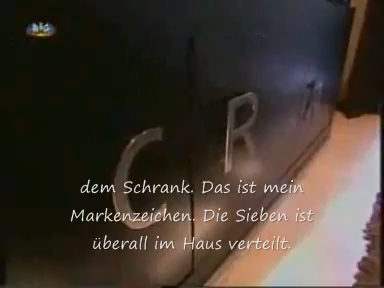 C R
dem Schrank. Das ist mein
Markenzeichen. Die Sieben ist
überall im Haus verteilt.